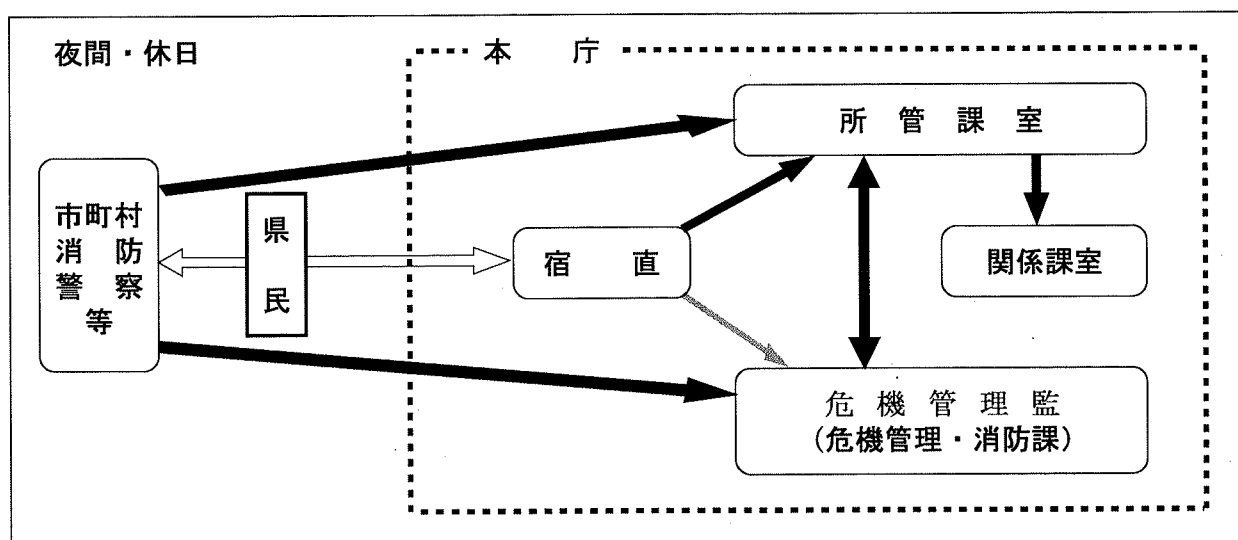 夜間・休日
本　庁
所管課室
市町村
消防
警察
等
県
民
宿直
関係課室
危機管理監
(危機管理・消防課)